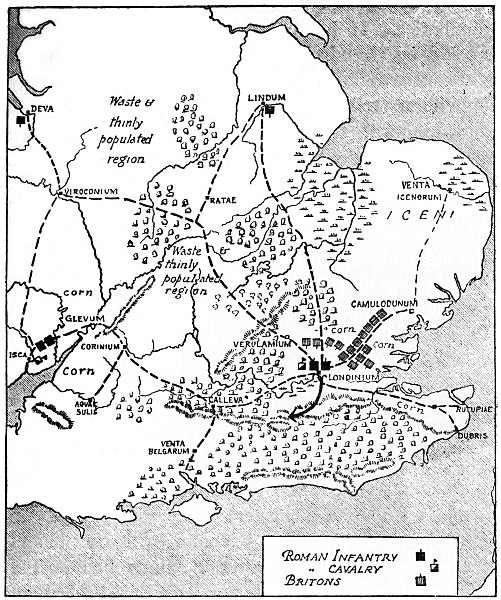 Waste &
thinly
populated
region
LINDUM
DEVA
VIROCONIUM
RATAE
VENTA
ICENORUM
ICENI
Waste &
thinly
populated
region
corn
GLEVUM
ISCA
CORINIUM
corn
AQUAE
SULIS
CAMULODUNUM
VERULAMIUM
corn
corn
LONDINIUM
CALLEVA
corn
RUTUPIAE
DUBRIS
VENTA
BELGARUM
ROMAN INFANTRY
" CAVALRY
BRITONS